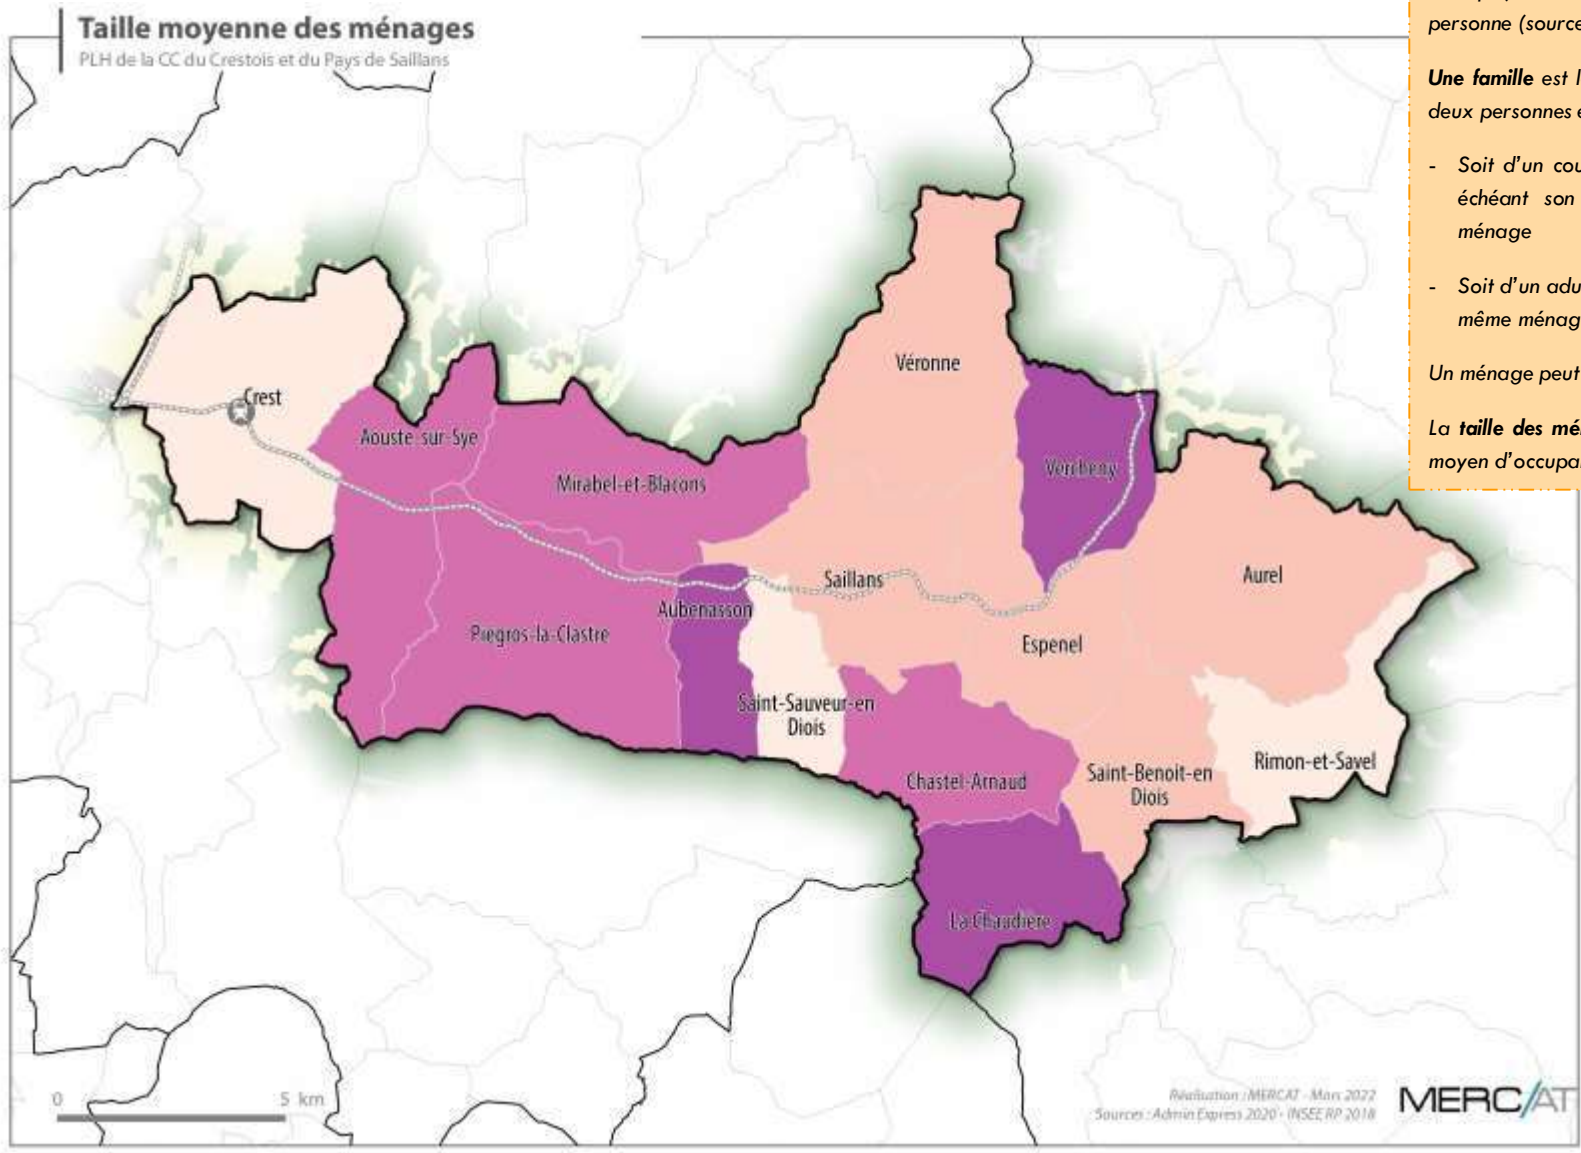 Taille moyenne des ménages
PLH de la CC du Crestois et du Pays de Saillans
personne (source
Une famille est l
deux personnes e
- Soit d'un cou
échéant son
ménage
- Soit d'un adu
même ménag
Un ménage peut
La taille des mé
moyen d'occupa
Véronne
Crest
Aouste-sur-Sye
Vercheny
Mirabel-et-Blacons
Saillans
Aurel
Aubenasson
Piegros-la-Clastre
Espenel
Saint-Sauveur-en
Diois
Chastel-Arnaud
Saint-Benoit-en
Diois
Rimon-et-Savel
La Chaudière
0 5 km
Réalisation : MERCAT - Mars 2022
Sources : Admin Express 2020 - INSEE RP 2018
MERC/AT